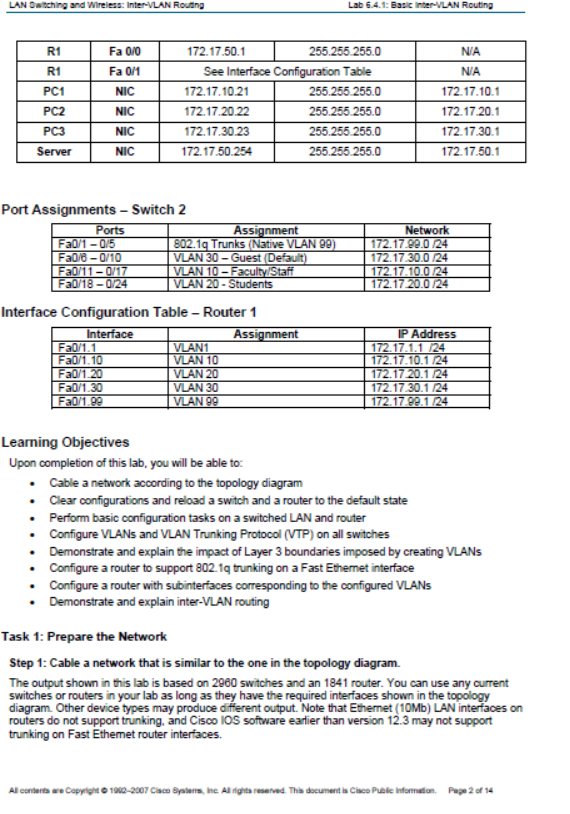 LAN Switching and Wireless: Inter-VLAN Routing Lab 6.4.1: Basic Inter-VLAN Routing
R1 Fa 0/0 172.17.50.1 255.255.255.0 N/A
R1 Fa 0/1 See Interface Configuration Table N/A
PC1 NIC 172.17.10.21 255.255.255.0 172.17.10.1
PC2 NIC 172.17.20.22 255.255.255.0 172.17.20.1
PC3 NIC 172.17.30.23 255.255.255.0 172.17.30.1
Server NIC 172.17.50.254 255.255.255.0 172.17.50.1
Port Assignments – Switch 2
Ports Assignment Network
Fa0/1 – 0/5 802.1q Trunks (Native VLAN 99) 172.17.99.0 /24
Fa0/6 – 0/10 VLAN 30 – Guest (Default) 172.17.30.0 /24
Fa0/11 – 0/17 VLAN 10 – Faculty/Staff 172.17.10.0 /24
Fa0/18 – 0/24 VLAN 20 - Students 172.17.20.0 /24
Interface Configuration Table – Router 1
Interface Assignment IP Address
Fa0/1.1 VLAN1 172.17.1.1 /24
Fa0/1.10 VLAN 10 172.17.10.1 /24
Fa0/1.20 VLAN 20 172.17.20.1 /24
Fa0/1.30 VLAN 30 172.17.30.1 /24
Fa0/1.99 VLAN 99 172.17.99.1 /24
Learning Objectives
Upon completion of this lab, you will be able to:
• Cable a network according to the topology diagram
• Clear configurations and reload a switch and a router to the default state
• Perform basic configuration tasks on a switched LAN and router
• Configure VLANs and VLAN Trunking Protocol (VTP) on all switches
• Demonstrate and explain the impact of Layer 3 boundaries imposed by creating VLANs
• Configure a router to support 802.1q trunking on a Fast Ethernet interface
• Configure a router with subinterfaces corresponding to the configured VLANs
• Demonstrate and explain inter-VLAN routing
Task 1: Prepare the Network
Step 1: Cable a network that is similar to the one in the topology diagram.
The output shown in this lab is based on 2960 switches and an 1841 router. You can use any current
switches or routers in your lab as long as they have the required interfaces shown in the topology
diagram. Other device types may produce different output. Note that Ethernet (10Mb) LAN interfaces on
routers do not support trunking, and Cisco IOS software earlier than version 12.3 may not support
trunking on Fast Ethernet router interfaces.
All contents are Copyright © 1992–2007 Cisco Systems, Inc. All rights reserved. This document is Cisco Public Information. Page 2 of 14